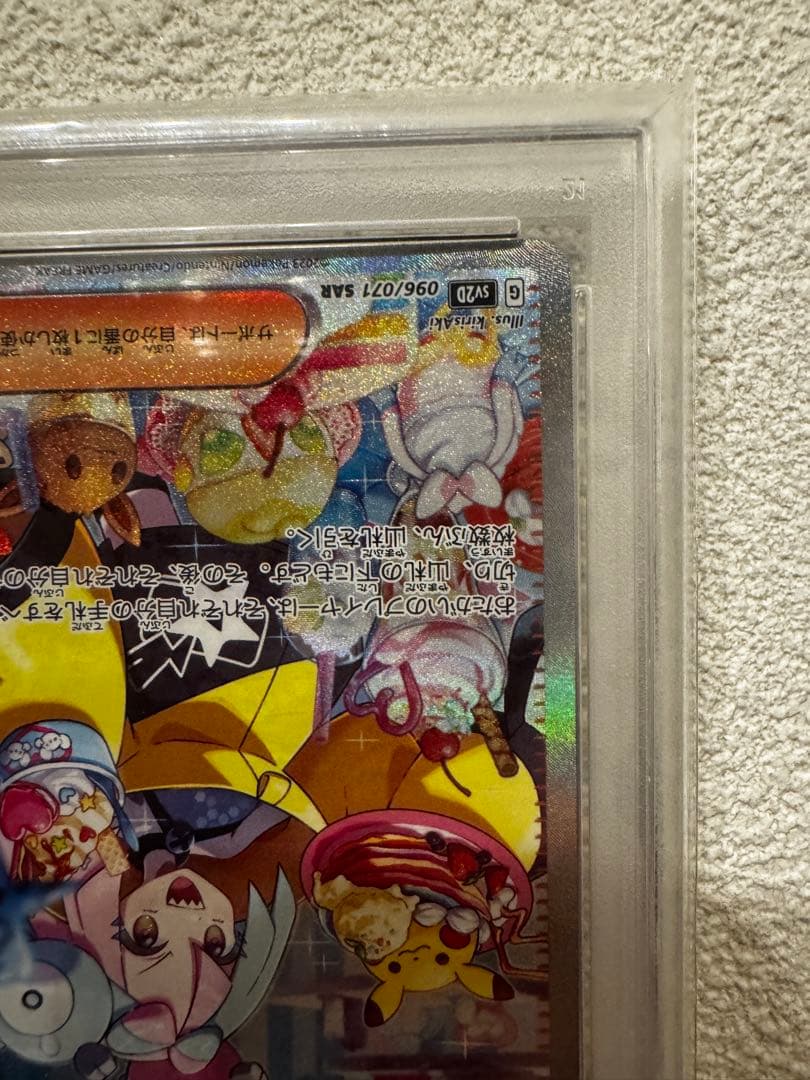 おたがいのプレイヤーは、それぞれ自分の手札をすべ
切り、山札の下にもどす。その後、それぞれ自分の
枚数ぶん、山札を引く。
サポートは、自分の番に1枚しか使
Illus. kirisAki
G sv2D 096/071 SAR
©2023 Pokémon/Nintendo/Creatures/GAME FREAK